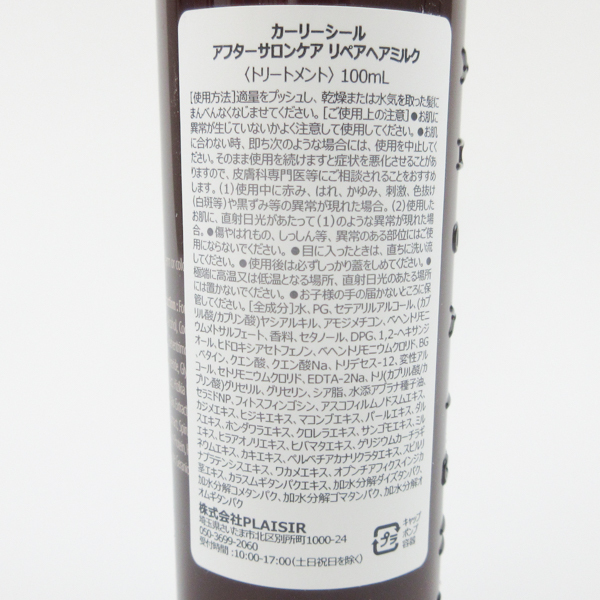 カーリーシール
アフターサロンケア リペアヘアミルク
〈トリートメント〉 100mL
[使用方法]適量をプッシュし、乾燥または水気を取った髪に
まんべんなくなじませてください。[ご使用上の注意]●お肌に
異常が生じていないかよく注意して使用してください。●お肌
に合わない時、即ち次のような場合には、使用を中止してく
ださい。そのまま使用を続けますと症状を悪化させることがあ
りますので、皮膚科専門医等にご相談されることをおすすめ
します。(1)使用中に赤み、はれ、かゆみ、刺激、色抜け
(白斑等)や黒ずみ等の異常が現れた場合。(2)使用した
お肌に、直射日光があたって(1)のような異常が現れた場
合。●傷やはれもの、しっしん等、異常のある部位にはご使
用にならないでください。●目に入ったときは、直ちに洗い流
してください。●使用後は必ずしっかり蓋をしめてください。●
極端に高温又は低温となる場所、直射日光のあたる場所
には置かないでください。●お子様の手の届かないところに保
管してください。[全成分]水、PG、セテアリルアルコール、(カプ
リル酸/カプリン酸)ヤシアルキル、アモジメチコン、ベヘントリモニ
ウムメトサルフェート、香料、セタノール、DPG、1,2-ヘキサンジ
オール、ヒドロキシアセトフェノン、ベヘントリモニウムクロリド、BG
、ベタイン、クエン酸、クエン酸Na、トリデセス-12、変性アル
コール、セトリモニウムクロリド、EDTA-2Na、トリ(カプリル酸/カ
プリン酸)グリセリル、グリセリン、シア脂、水添アブラナ種子油、
セラミドNP、フィトスフィンゴシン、アスコフィルムノドスムエキス、
カジメエキス、ヒジキエキス、マコンブエキス、パールエキス、ダル
スエキス、ホンダワラエキス、クロレラエキス、サンゴモエキス、ミル
エキス、ヒラアオノリエキス、ヒバマタエキス、ゲリジウムカーチラギ
ネウムエキス、カキエキス、ペルベチアカナリクラタエキス、スピルリ
ナプラテンシスエキス、ワカメエキス、オプンチアフィクスインジカ
茎エキス、カラスムギタンパクエキス、加水分解ダイズタンパク、
加水分解コメタンパク、加水分解ゴマタンパク、加水分解オ
オムギタンパク
株式会社PLAISIR
埼玉県さいたま市北区別所町1000-24
050-3699-2060
受付時間:10:00-17:00(土日祝日を除く)
プラ
キャップ
ポンプ
容器